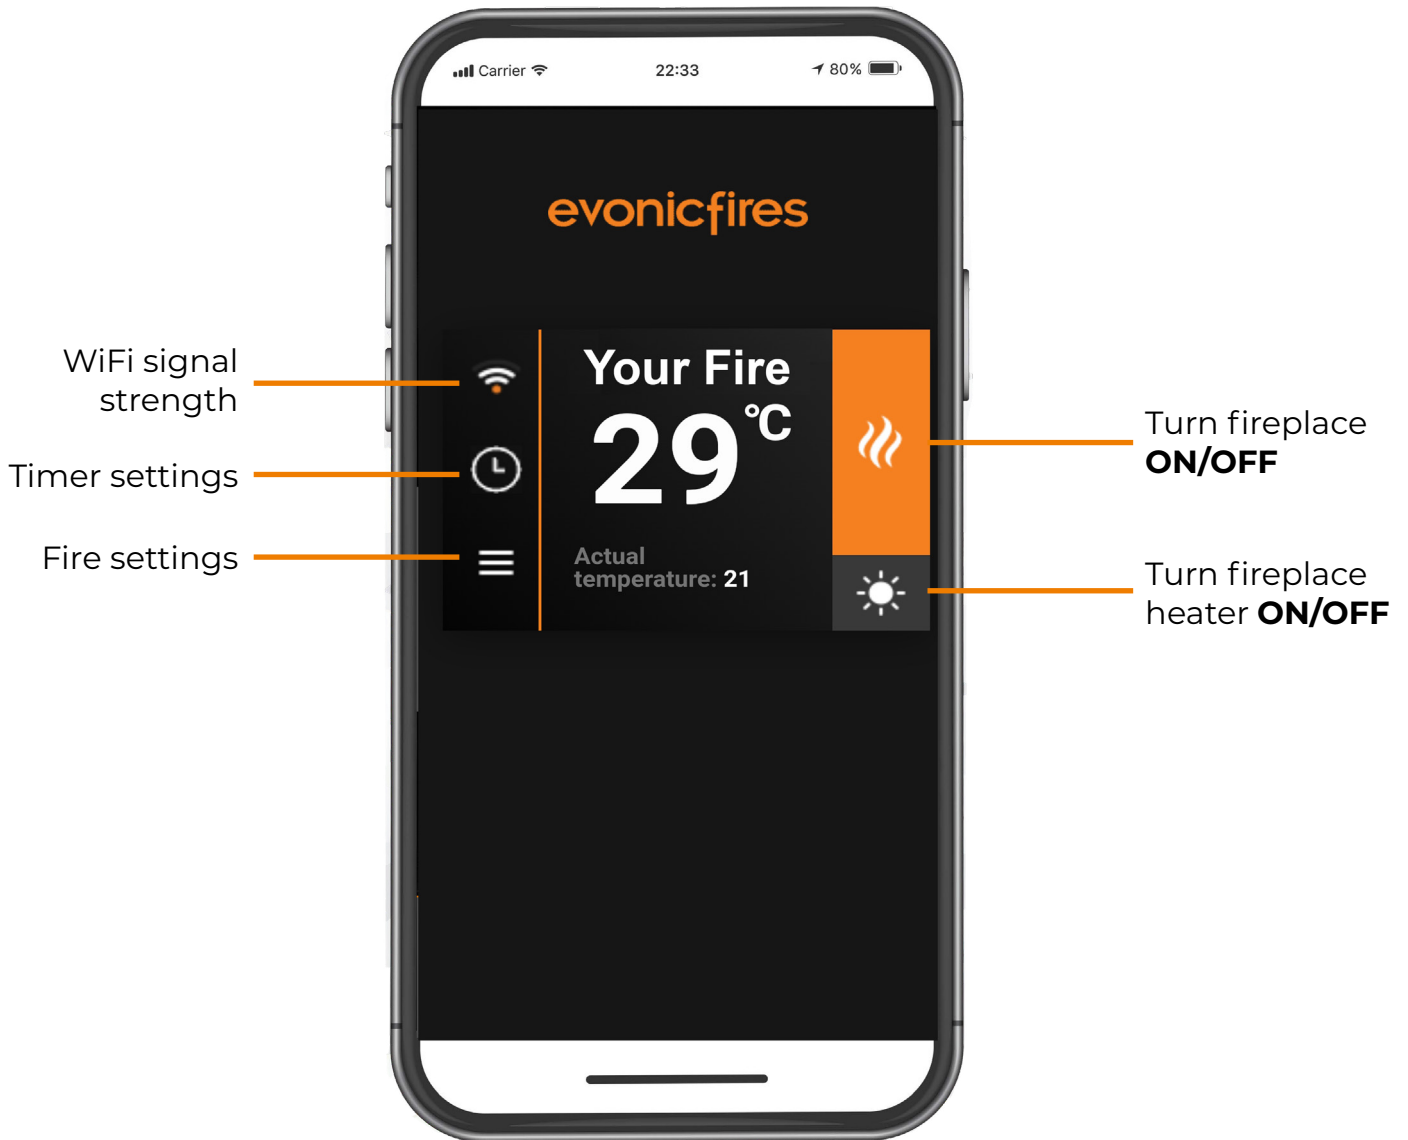 Carrier
22:33
80%
evonicfires
WiFi signal
strength
Timer settings
Fire settings
Your Fire
29°C
Actual
temperature: 21
Turn fireplace
ON/OFF
Turn fireplace
heater ON/OFF